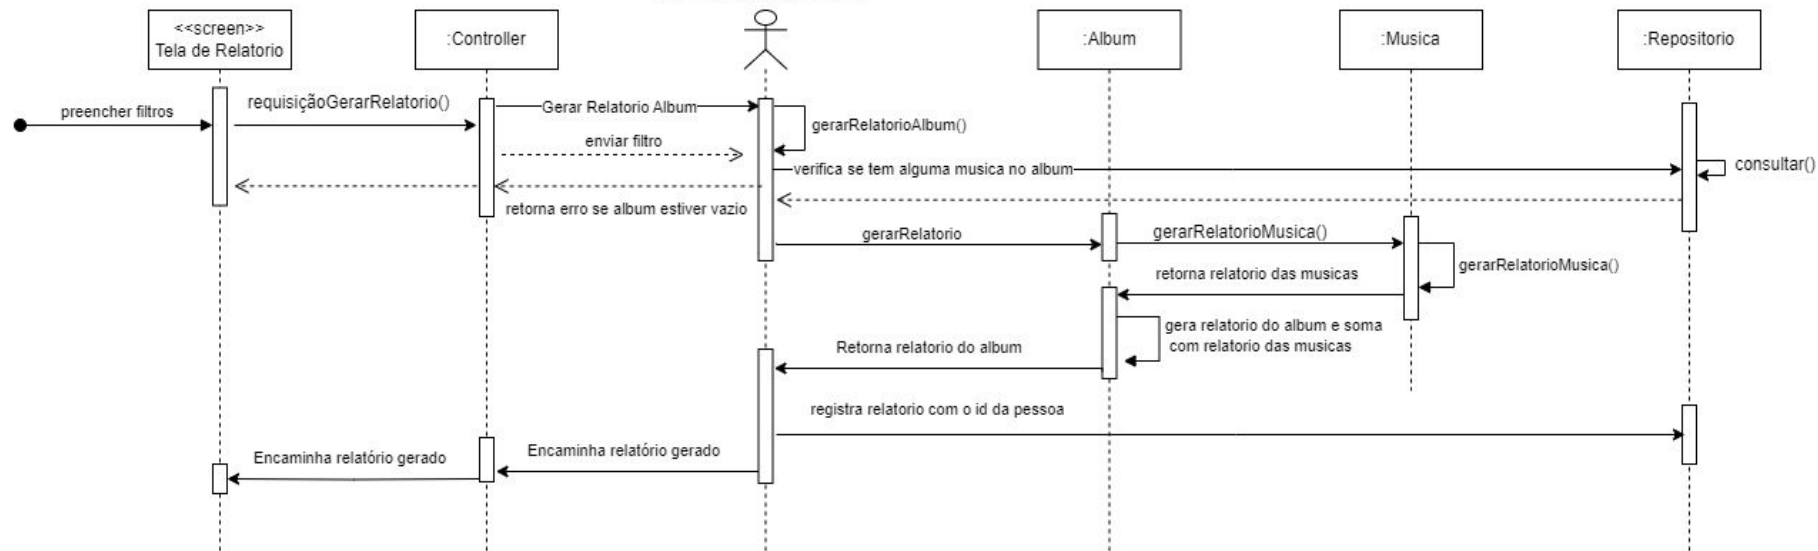 <<screen>>
Tela de Relatorio
:Controller
:Album
:Musica
:Repositorio
preencher filtros
requisiçãoGerarRelatorio()
Gerar Relatorio Album
gerarRelatorioAlbum()
enviar filtro
verifica se tem alguma musica no album
consultar()
retorna erro se album estiver vazio
gerarRelatorio
gerarRelatorioMusica()
gerarRelatorioMusica()
retorna relatorio das musicas
gera relatorio do album e soma
com relatorio das musicas
Retorna relatorio do album
registra relatorio com o id da pessoa
Encaminha relatório gerado
Encaminha relatório gerado